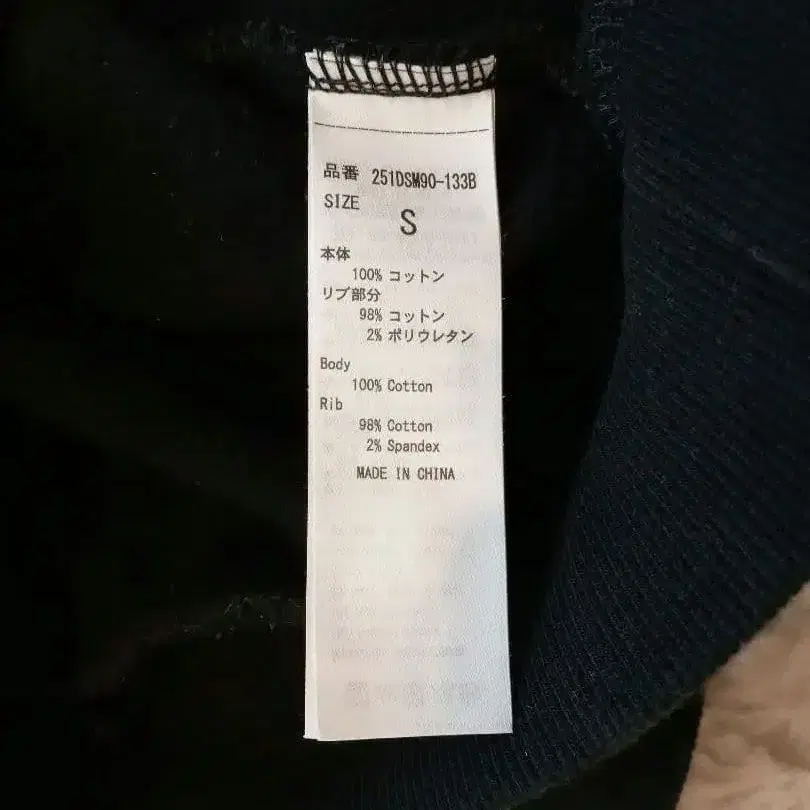 品番 251DSM90-133B
SIZE
S
本体
100% コットン
リブ部分
98% コットン
2% ポリウレタン
Body
100% Cotton
Rib
98% Cotton
2% Spandex
MADE IN CHINA